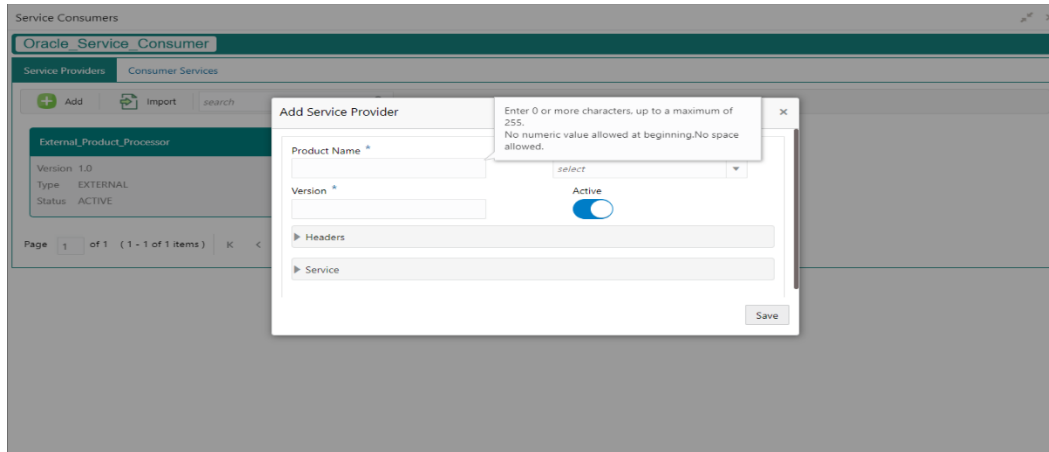 Service Consumers
Oracle_Service_Consumer
Service Providers Consumer Services
Add Import search
External_Product_Processor
Version 1.0
Type EXTERNAL
Status ACTIVE
Page 1 of 1 ( 1 - 1 of 1 items )
Add Service Provider
Enter 0 or more characters, up to a maximum of
255.
No numeric value allowed at beginning.No space
allowed.
Product Name *
select
Version *
Active
Headers
Service
Save